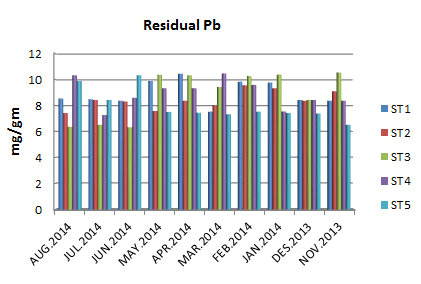 Residual Pb
mg/gm
12
10
8
6
4
2
0
AUG.2014
JUL.2014
JUN.2014
MAY.2014
APR.2014
MAR.2014
FEB.2014
JAN.2014
DES.2013
NOV.2013
ST1
ST2
ST3
ST4
ST5